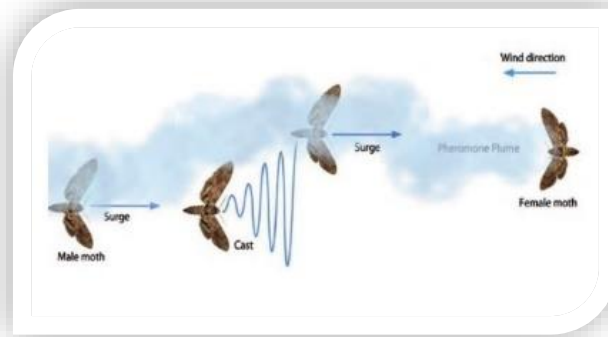 Wind direction
Surge
Pheromone Plume
Female moth
Surge
Cast
Male moth